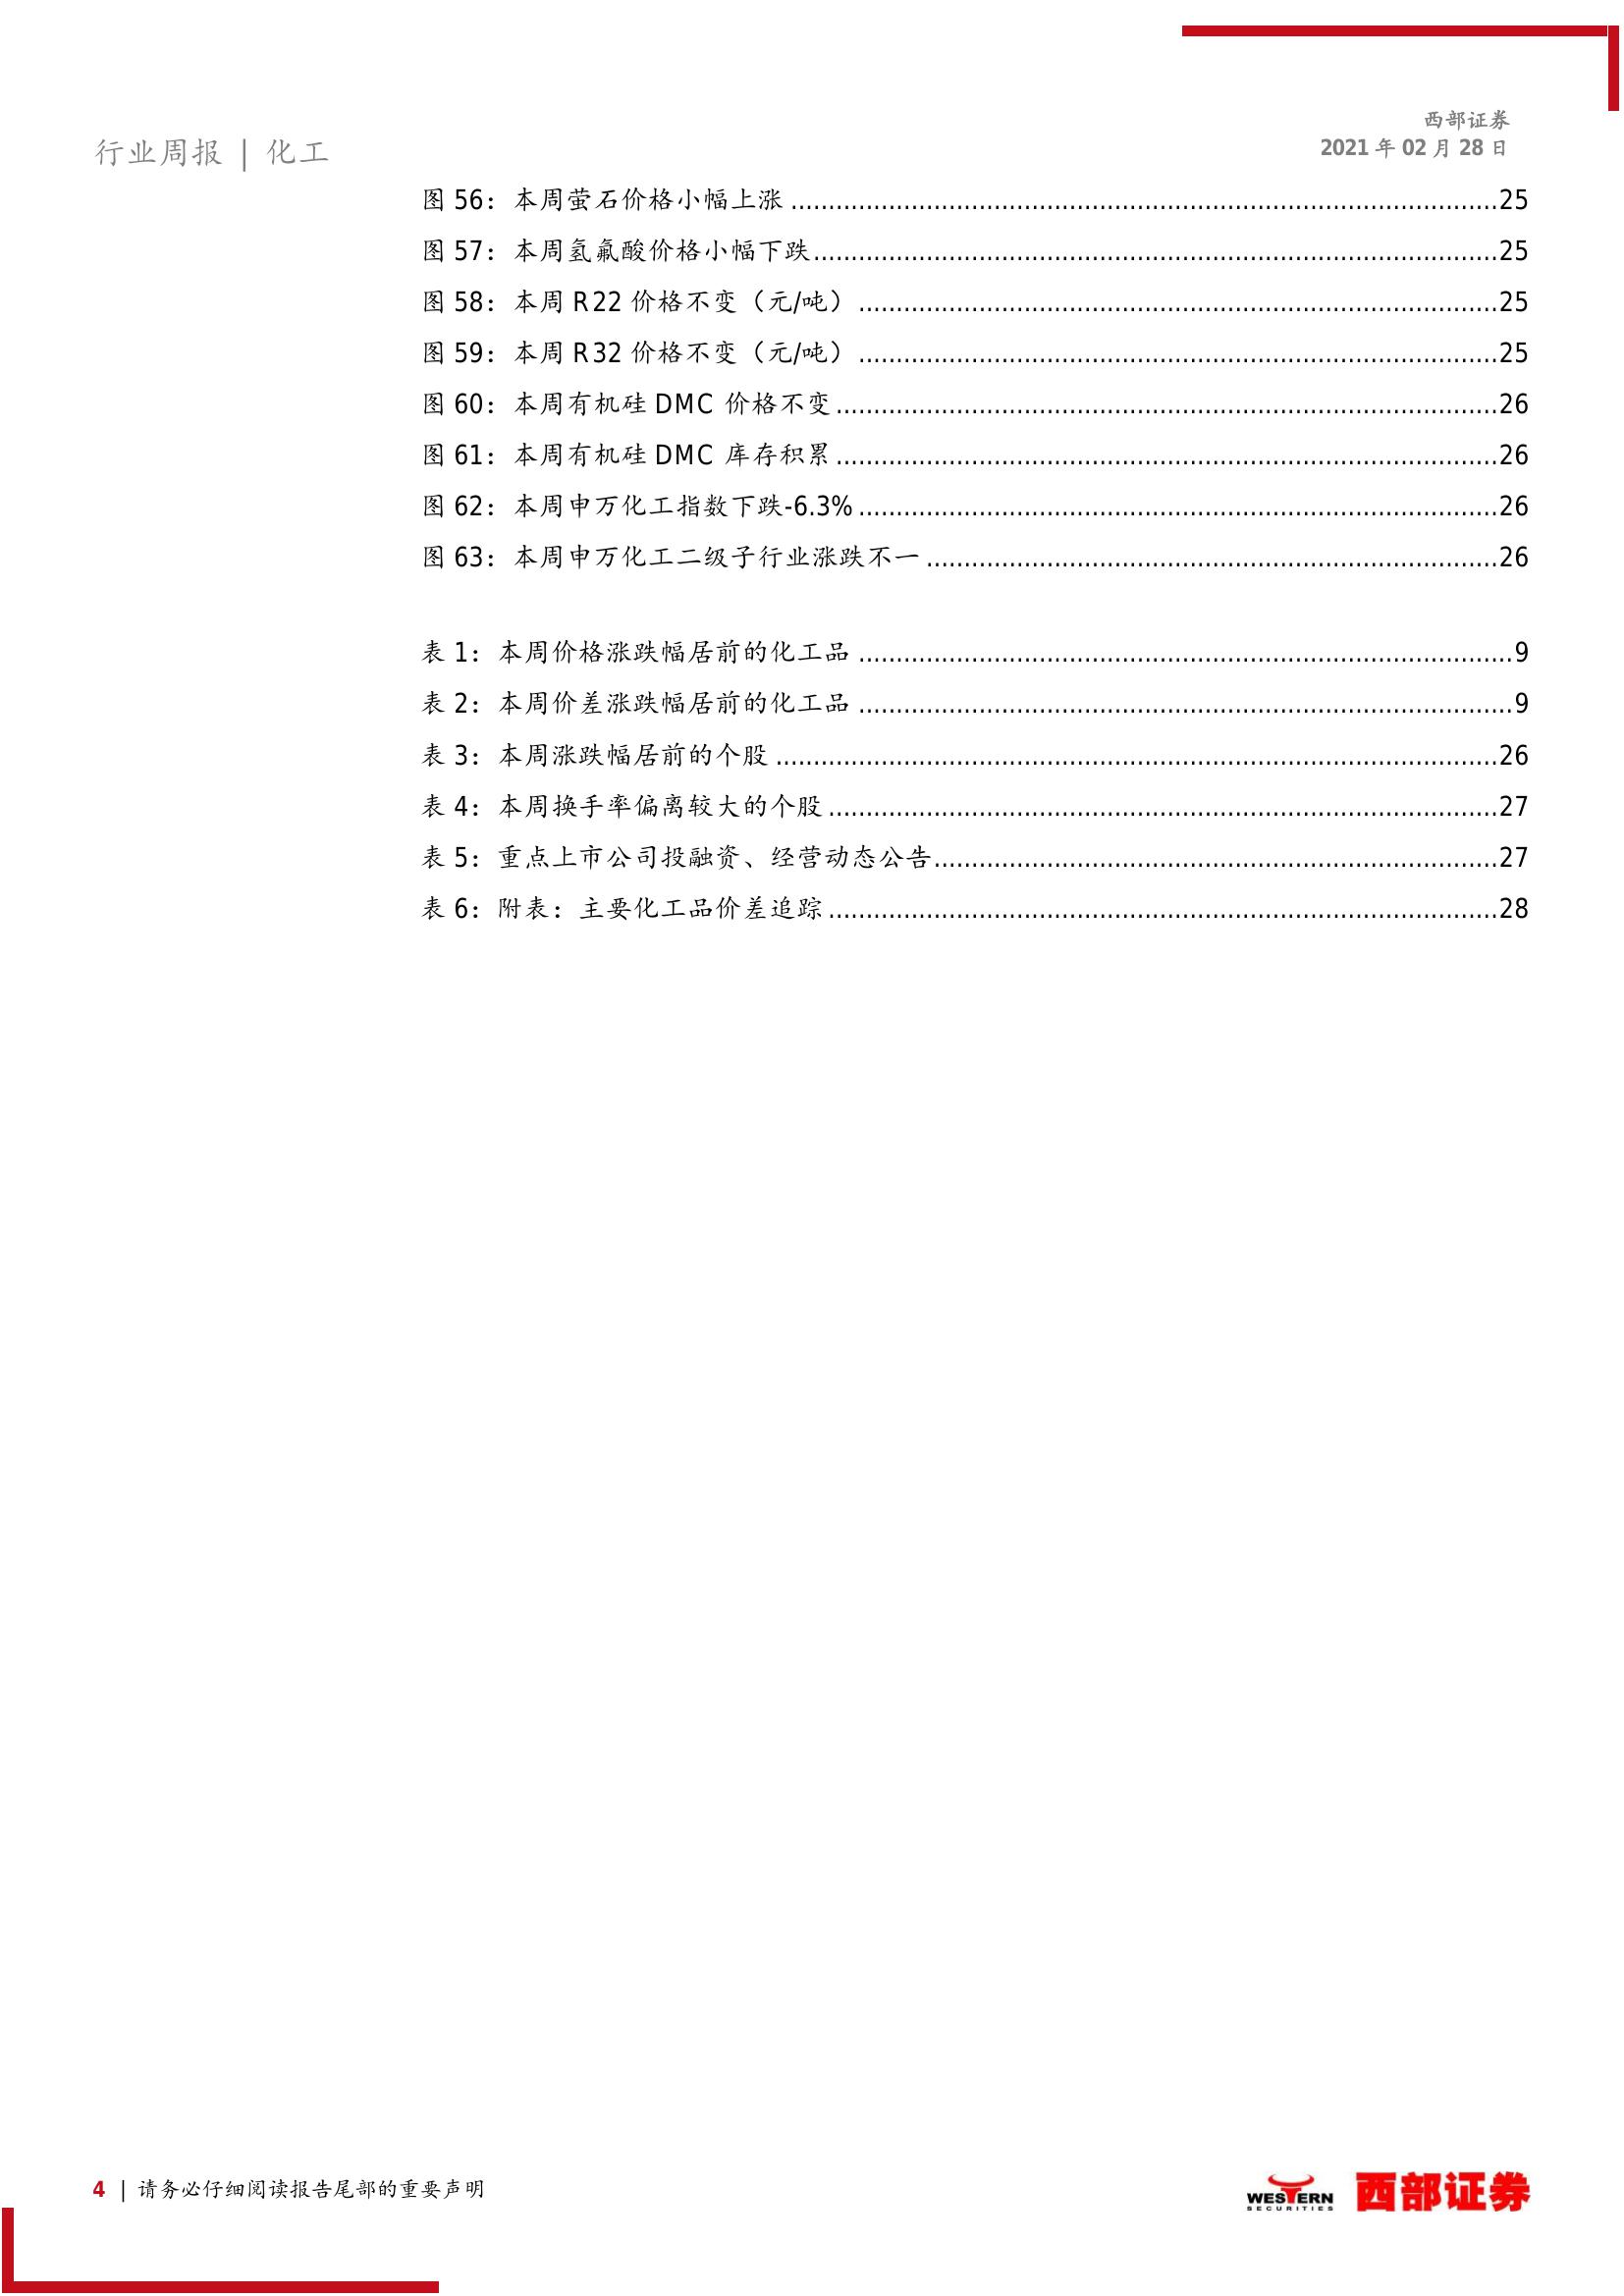 西部证券
行业周报 | 化工
2021 年 02 月 28 日
图 56：本周萤石价格小幅上涨 ........................................................ 25
图 57：本周氢氟酸价格小幅下跌 ........................................................ 25
图 58：本周 R22 价格不变（元/吨） ........................................................ 25
图 59：本周 R32 价格不变（元/吨） ........................................................ 25
图 60：本周有机硅 DMC 价格不变 ........................................................ 26
图 61：本周有机硅 DMC 库存积累 ........................................................ 26
图 62：本周申万化工指数下跌-6.3% ........................................................ 26
图 63：本周申万化工二级子行业涨跌不一 ........................................................ 26
表 1：本周价格涨跌幅居前的化工品 ........................................................ 9
表 2：本周价差涨跌幅居前的化工品 ........................................................ 9
表 3：本周涨跌幅居前的个股 ........................................................ 26
表 4：本周换手率偏离较大的个股 ........................................................ 27
表 5：重点上市公司投融资、经营动态公告 ........................................................ 27
表 6：附表：主要化工品价差追踪 ........................................................ 28
4 | 请务必仔细阅读报告尾部的重要声明
WESTERN
SECURITIES
西部证券